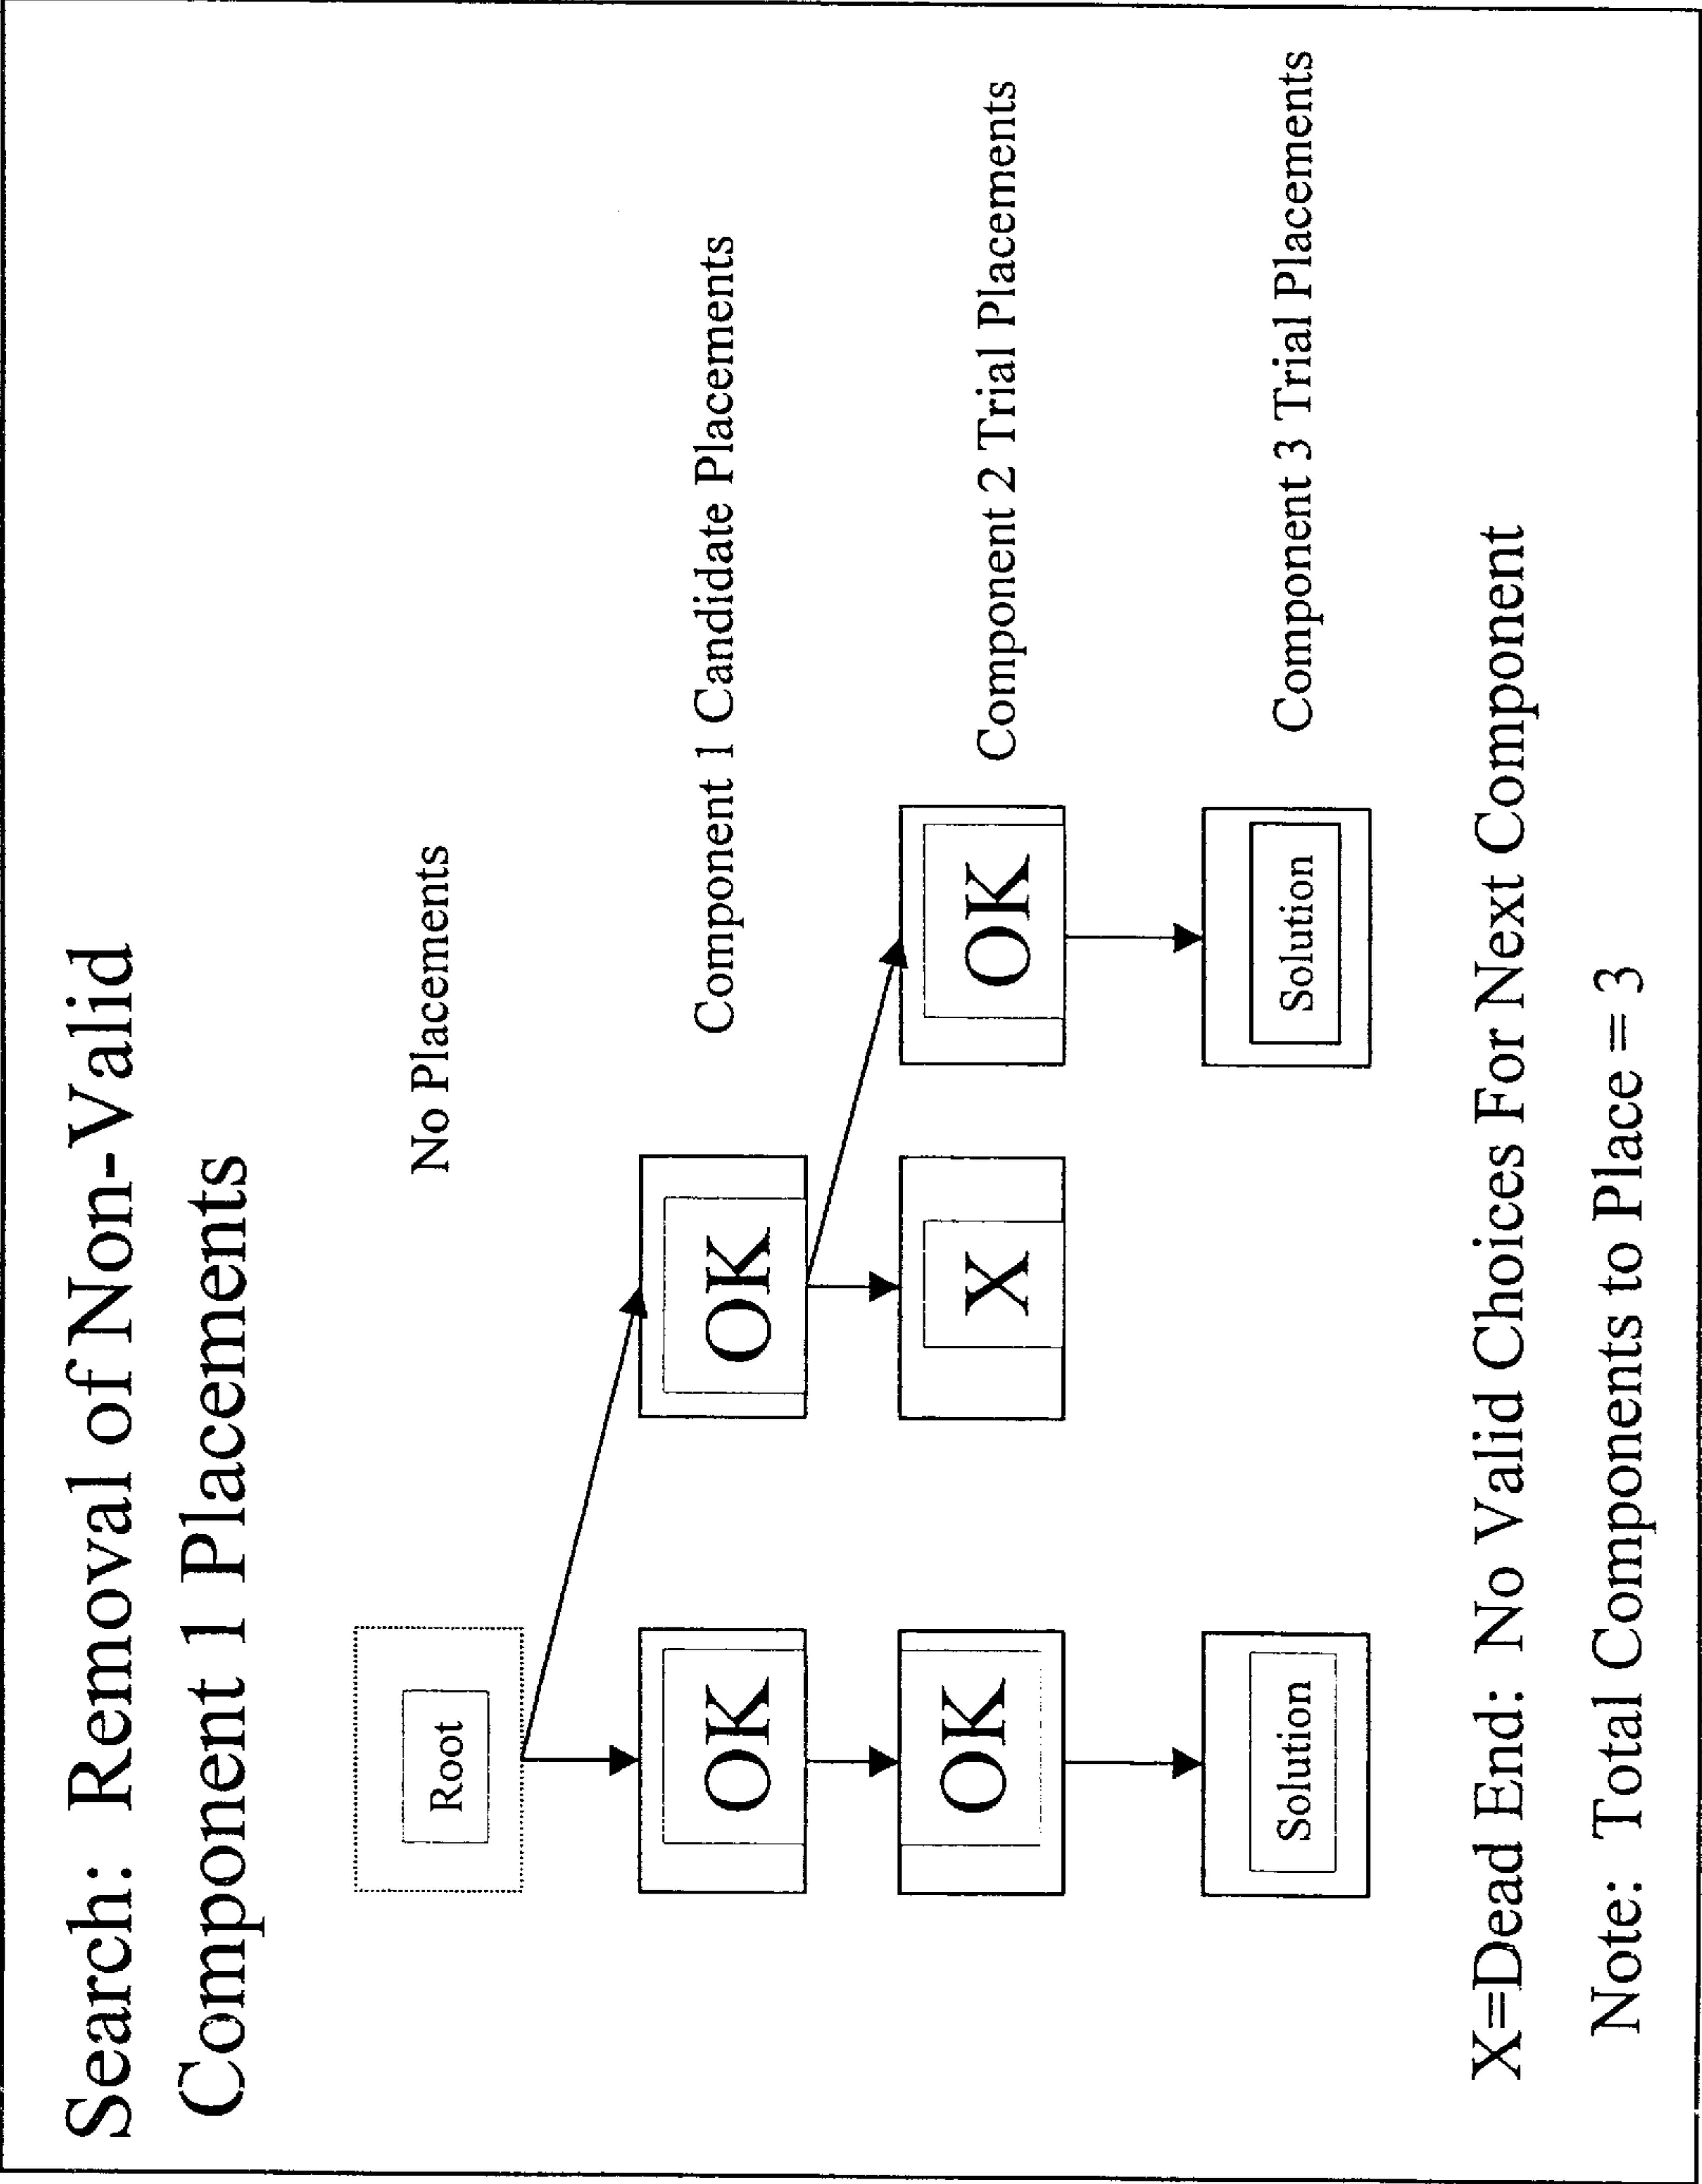 Search: Removal of Non-Valid
Component 1 Placements
Root
No Placements
OK
OK
Component 1 Candidate Placements
OK
X
OK
Component 2 Trial Placements
Solution
Solution
Component 3 Trial Placements
X=Dead End: No Valid Choices For Next Component
Note: Total Components to Place = 3